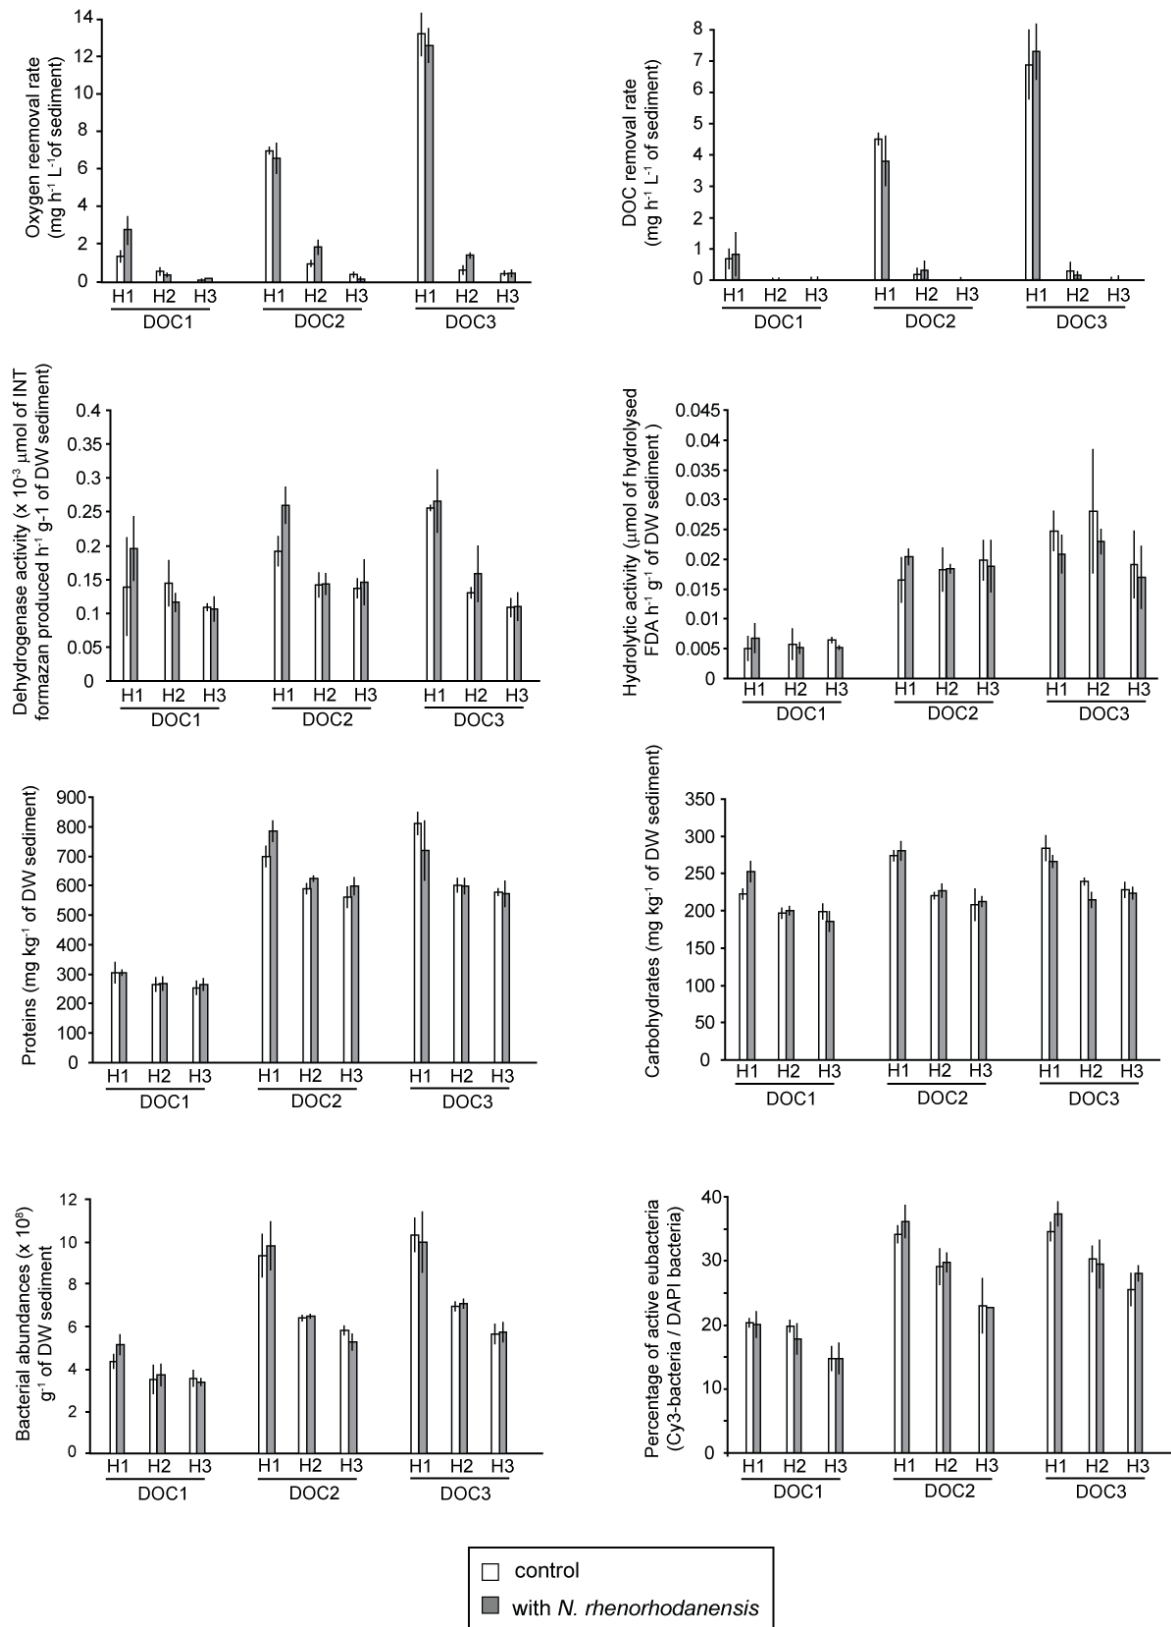 Oxygen reemoval rate
(mg h⁻¹ L⁻¹of sediment)
14
12
10
8
6
4
2
0
H1 H2 H3 H1 H2 H3 H1 H2 H3
DOC1 DOC2 DOC3
DOC removal rate
(mg h⁻¹ L⁻¹ of sediment)
8
7
6
5
4
3
2
1
0
H1 H2 H3 H1 H2 H3 H1 H2 H3
DOC1 DOC2 DOC3
Dehydrogenase activity (x 10⁻³ μmol of INT
formazan produced h⁻¹ g-1 of DW sediment)
0.4
0.35
0.3
0.25
0.2
0.15
0.1
0.05
0
H1 H2 H3 H1 H2 H3 H1 H2 H3
DOC1 DOC2 DOC3
Hydrolytic activity (μmol of hydrolysed
FDA h⁻¹ g⁻¹ of DW sediment )
0.045
0.04
0.035
0.03
0.025
0.02
0.015
0.01
0.005
0
H1 H2 H3 H1 H2 H3 H1 H2 H3
DOC1 DOC2 DOC3
Proteins (mg kg⁻¹ of DW sediment)
900
800
700
600
500
400
300
200
100
0
H1 H2 H3 H1 H2 H3 H1 H2 H3
DOC1 DOC2 DOC3
Carbohydrates (mg kg⁻¹ of DW sediment)
350
300
250
200
150
100
50
0
H1 H2 H3 H1 H2 H3 H1 H2 H3
DOC1 DOC2 DOC3
Bacterial abundances (x 10⁸)
g⁻¹ of DW sediment
12
10
8
6
4
2
0
H1 H2 H3 H1 H2 H3 H1 H2 H3
DOC1 DOC2 DOC3
Percentage of active eubacteria
(Cy3-bacteria / DAPI bacteria)
40
30
20
10
0
H1 H2 H3 H1 H2 H3 H1 H2 H3
DOC1 DOC2 DOC3
control
with N. rhenorhodanensis